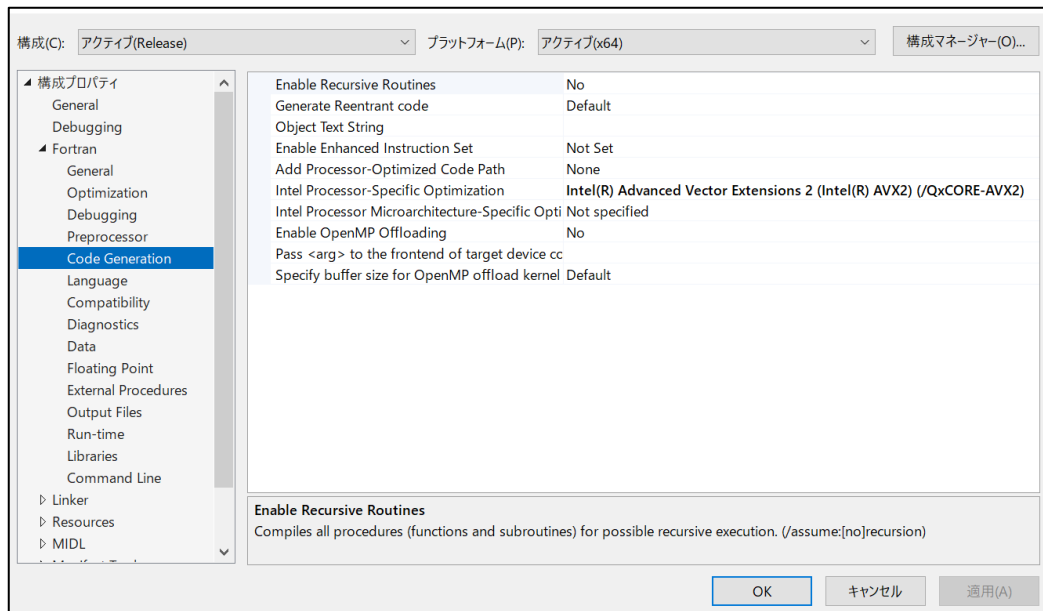 構成(C): アクティブ(Release) プラットフォーム(P): アクティブ(x64) 構成マネージャー(O)...
構成プロパティ
General
Debugging
Fortran
General
Optimization
Debugging
Preprocessor
Code Generation
Language
Compatibility
Diagnostics
Data
Floating Point
External Procedures
Output Files
Run-time
Libraries
Command Line
Linker
Resources
MIDL
Enable Recursive Routines No
Generate Reentrant code Default
Object Text String
Enable Enhanced Instruction Set Not Set
Add Processor-Optimized Code Path None
Intel Processor-Specific Optimization Intel(R) Advanced Vector Extensions 2 (Intel(R) AVX2) (/QxCORE-AVX2)
Intel Processor Microarchitecture-Specific Opti Not specified
Enable OpenMP Offloading No
Pass <arg> to the frontend of target device cc
Specify buffer size for OpenMP offload kernel Default
Enable Recursive Routines
Compiles all procedures (functions and subroutines) for possible recursive execution. (/assume:[no]recursion)
OK キャンセル 適用(A)